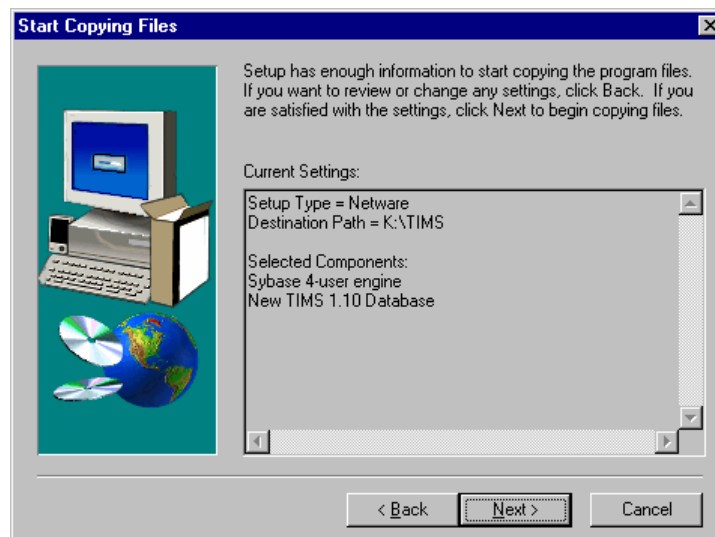 Start Copying Files
Setup has enough information to start copying the program files.
If you want to review or change any settings, click Back. If you
are satisfied with the settings, click Next to begin copying files.
Current Settings:
Setup Type = Netware
Destination Path = K:\TIMS
Selected Components:
Sybase 4-user engine
New TIMS 1.10 Database
< Back
Next >
Cancel